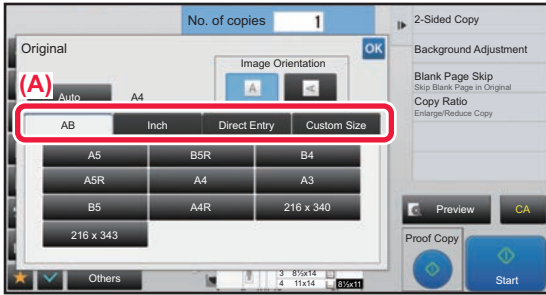 No. of copies 1
2-Sided Copy
Original
OK
Background Adjustment
Image Orientation
Blank Page Skip
Skip Blank Page in Original
(A)
Auto A4
A A
Copy Ratio
Enlarge/Reduce Copy
AB Inch Direct Entry Custom Size
A5 B5R B4
A5R A4 A3
B5 A4R 216 x 340
Preview CA
216 x 343
Proof Copy
Others
3 8½x14
4 11x14 8½x11
Start